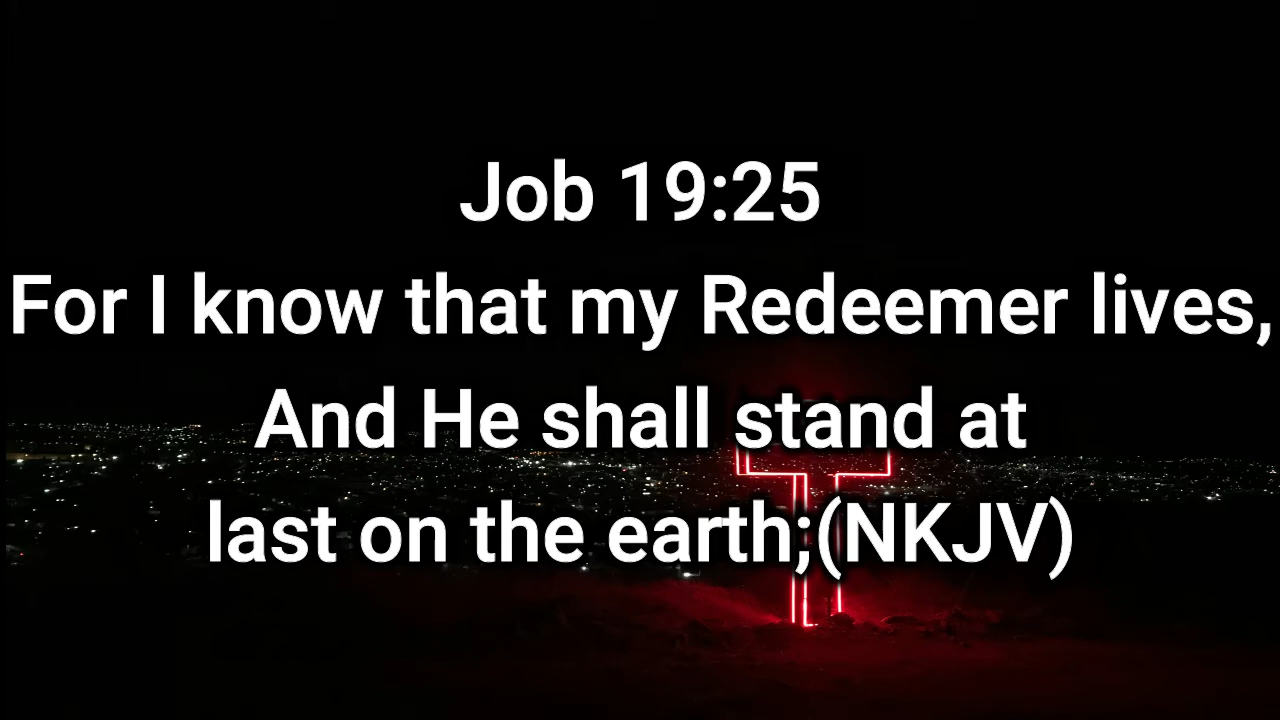 Job 19:25
For I know that my Redeemer lives,
And He shall stand at
last on the earth;(NKJV)